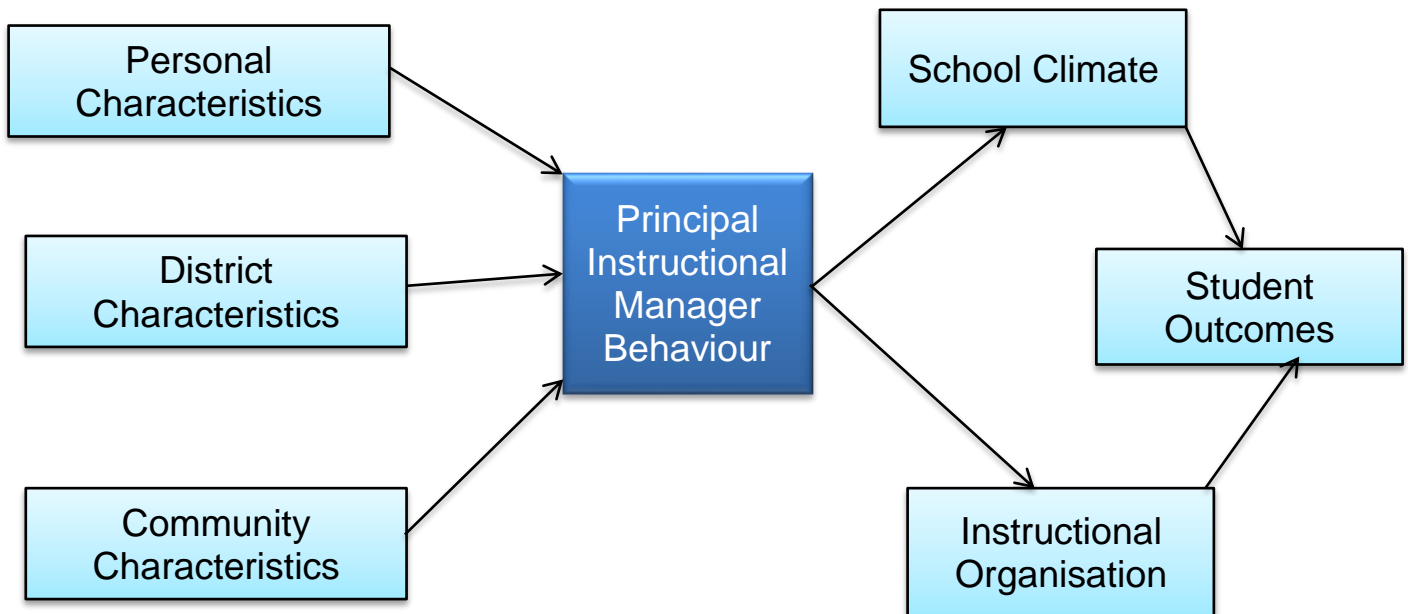 Personal
Characteristics
District
Characteristics
Community
Characteristics
Principal
Instructional
Manager
Behaviour
School Climate
Instructional
Organisation
Student
Outcomes